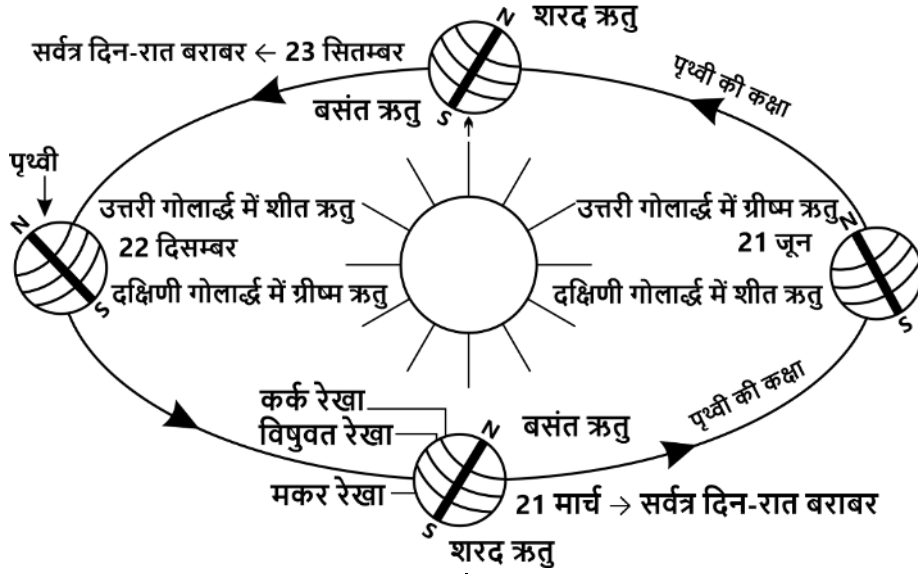 N
शरद ऋतु
सर्वत्र दिन-रात बराबर ← 23 सितम्बर
पृथ्वी की कक्षा
बसंत ऋतु
S
पृथ्वी
N
उत्तरी गोलार्द्ध में शीत ऋतु
22 दिसम्बर
दक्षिणी गोलार्द्ध में ग्रीष्म ऋतु
S
उत्तरी गोलार्द्ध में ग्रीष्म ऋतु
N
21 जून
दक्षिणी गोलार्द्ध में शीत ऋतु
S
पृथ्वी की कक्षा
कर्क रेखा
विषुवत रेखा
मकर रेखा
N
बसंत ऋतु
21 मार्च → सर्वत्र दिन-रात बराबर
S
शरद ऋतु